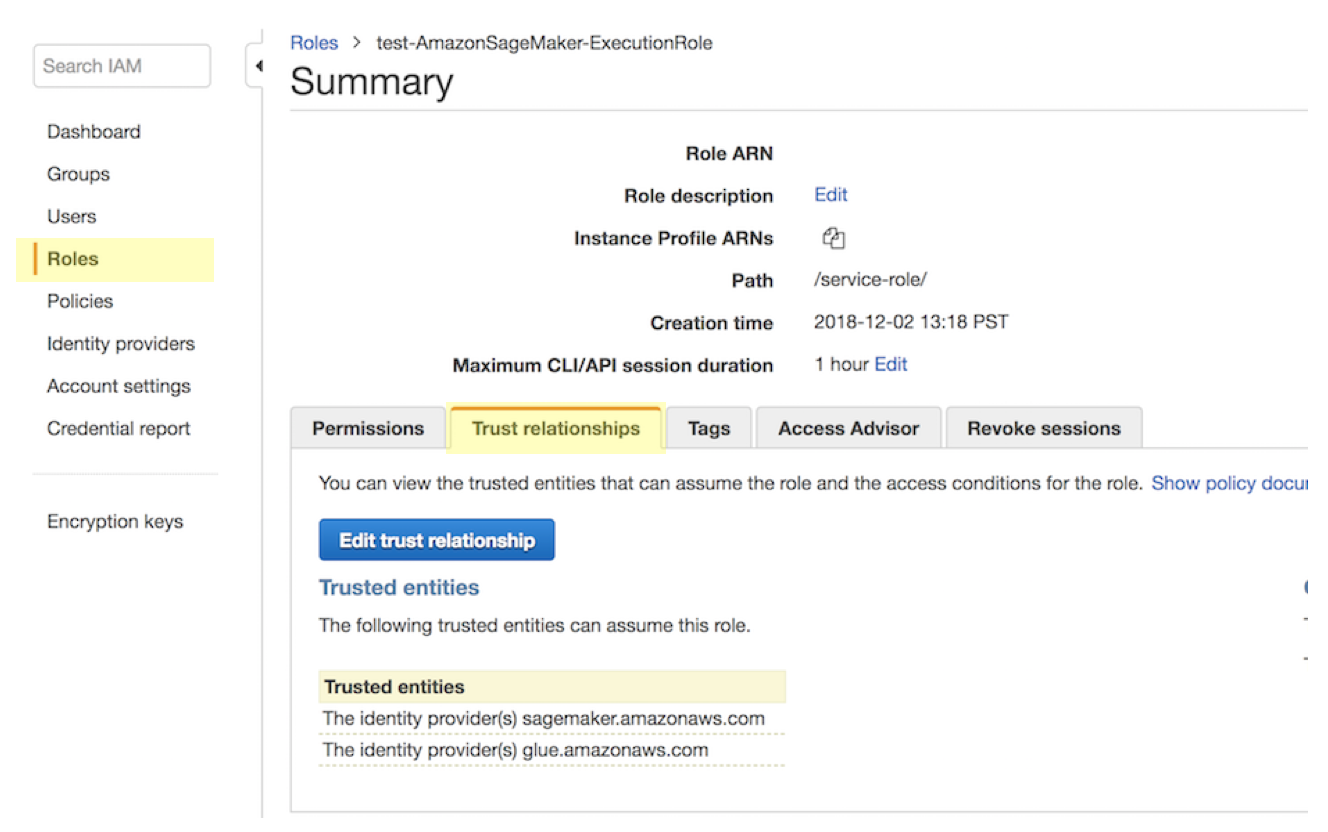 Search IAM
Dashboard
Groups
Users
Roles
Policies
Identity providers
Account settings
Credential report
Encryption keys
Roles > test-AmazonSageMaker-ExecutionRole
Summary
Role ARN
Role description Edit
Instance Profile ARNs
Path /service-role/
Creation time 2018-12-02 13:18 PST
Maximum CLI/API session duration 1 hour Edit
Permissions Trust relationships Tags Access Advisor Revoke sessions
You can view the trusted entities that can assume the role and the access conditions for the role. Show policy
Edit trust relationship
Trusted entities
The following trusted entities can assume this role.
Trusted entities
The identity provider(s) sagemaker.amazonaws.com
The identity provider(s) glue.amazonaws.com